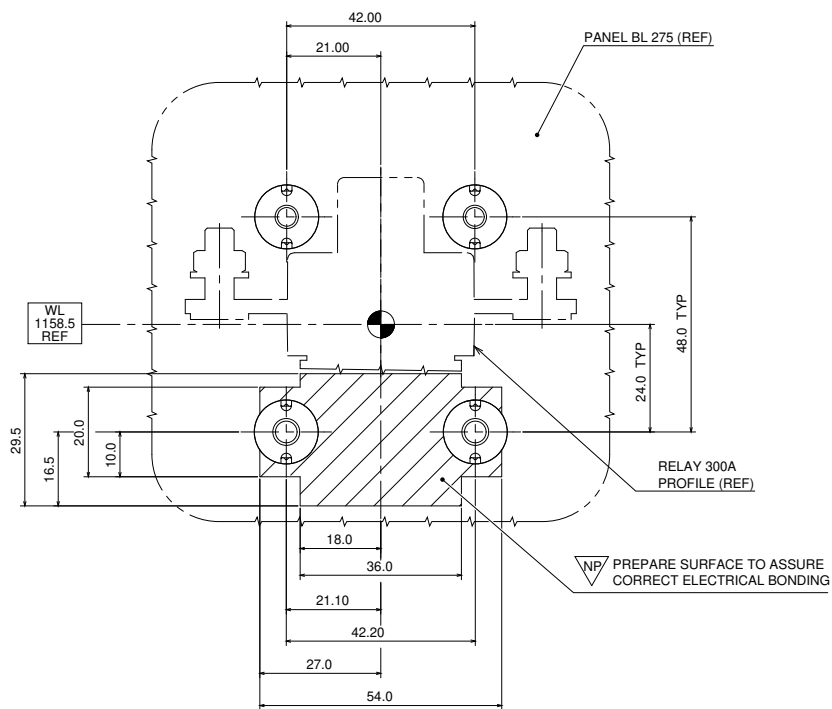 42.00
21.00
PANEL BL 275 (REF)
WL
1158.5
REF
48.0 TYP
24.0 TYP
29.5
20.0
16.5
10.0
RELAY 300A
PROFILE (REF)
18.0
36.0
NP
PREPARE SURFACE TO ASSURE
CORRECT ELECTRICAL BONDING
21.10
42.20
27.0
54.0